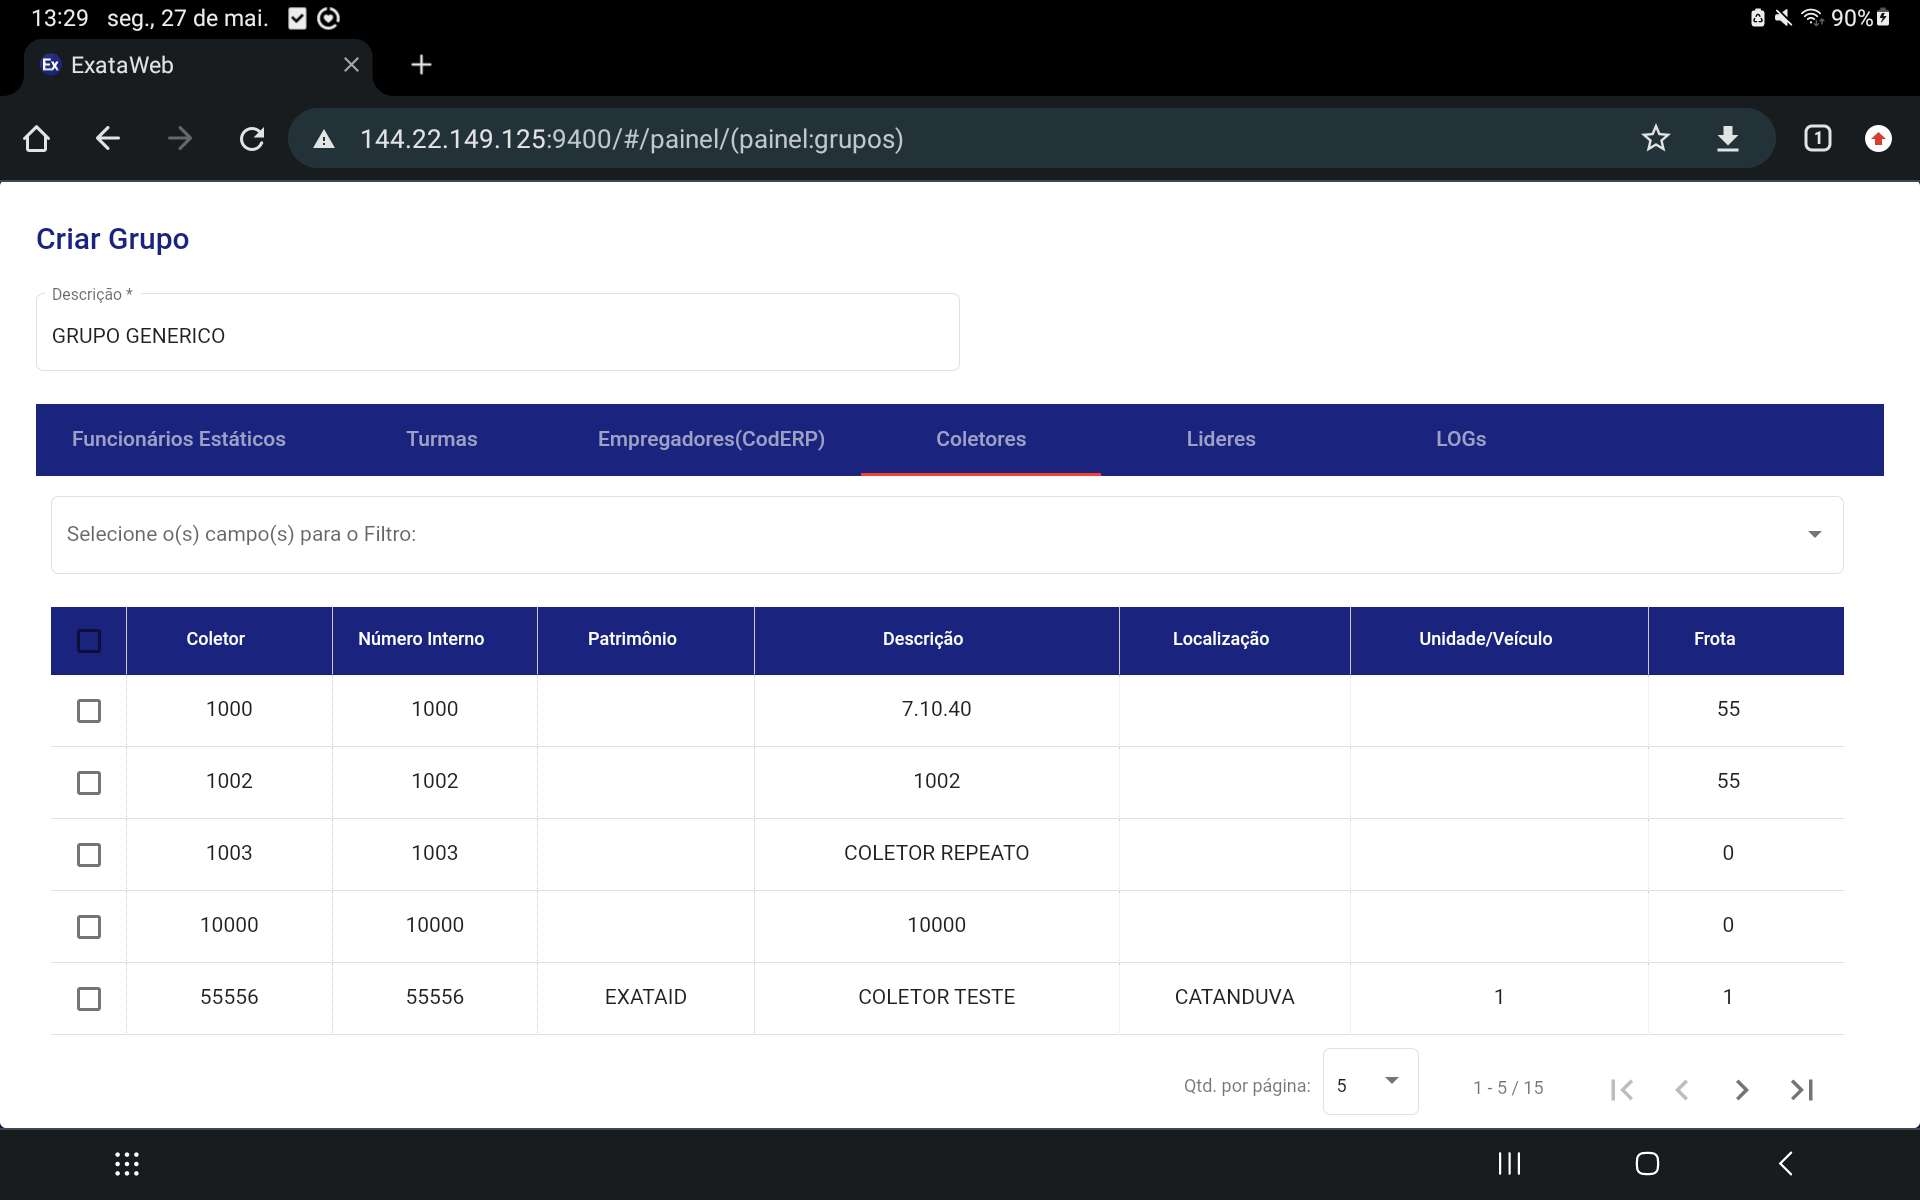 13:29 seg., 27 de mai. 90%
Ex ExataWeb
144.22.149.125:9400/#/painel/(painel:grupos) 1
Criar Grupo
Descrição *
GRUPO GENERICO
Funcionários Estáticos Turmas Empregadores(CodERP) Coletores Lideres LOGs
Selecione o(s) campo(s) para o Filtro:
Coletor Número Interno Patrimônio Descrição Localização Unidade/Veículo Frota
1000 1000 7.10.40 55
1002 1002 1002 55
1003 1003 COLETOR REPEATO 0
10000 10000 10000 0
55556 55556 EXATAID COLETOR TESTE CATANDUVA 1 1
Qtd. por página: 5 1 - 5 / 15